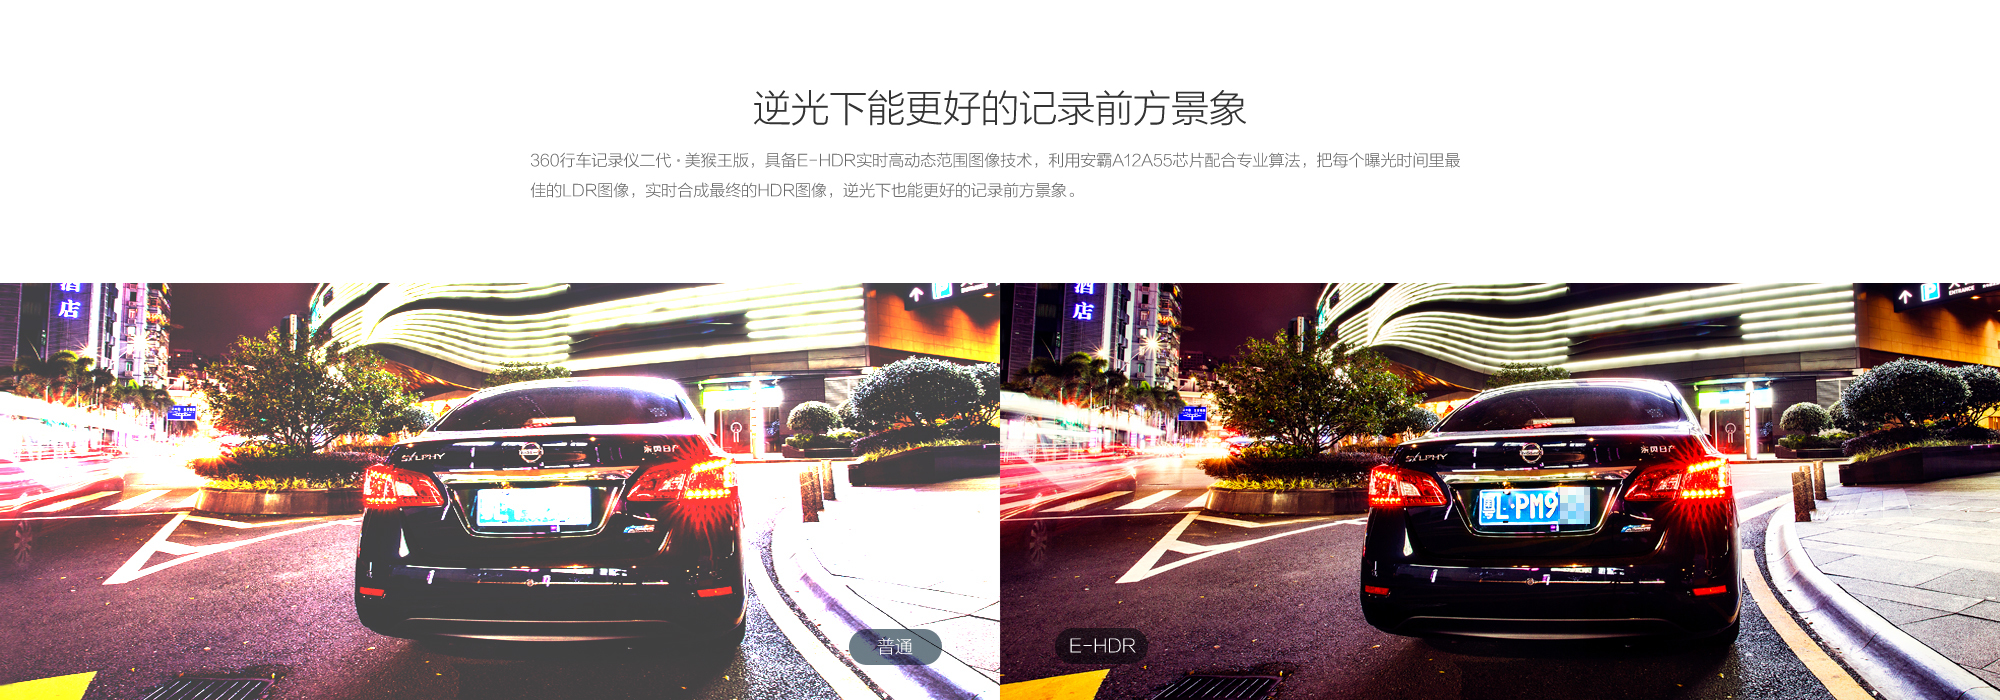 逆光下能更好的记录前方景象
360行车记录仪二代·美猴王版，具备E-HDR实时高动态范围图像技术，利用安霸A12A55芯片配合专业算法，把每个曝光时间里最
佳的LDR图像，实时合成最终的HDR图像，逆光下也能更好的记录前方景象。
酒店
P
SYLPHY
东风日产
普通
酒店
P
ENTRANCE
SYLPHY
东风日产
粤L·PM9
E-HDR